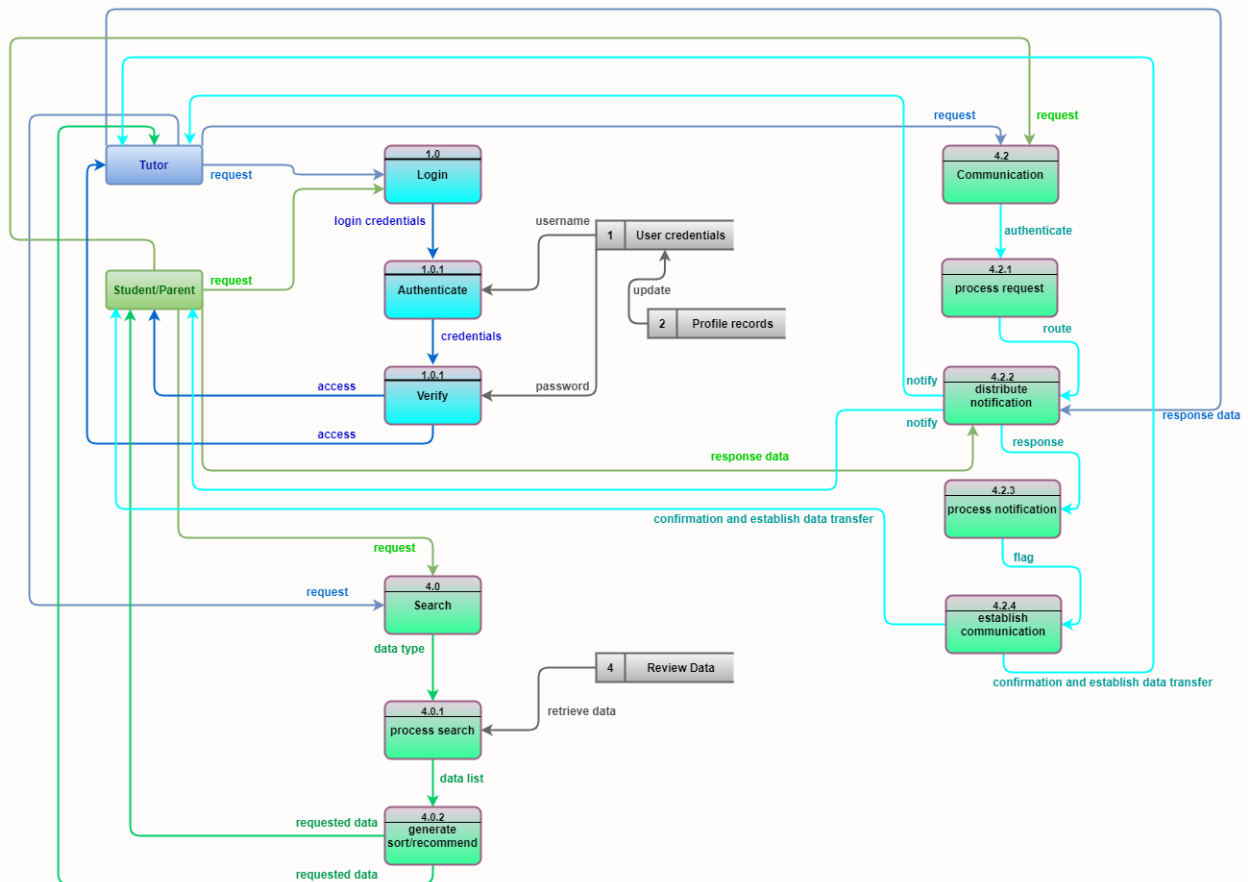 request
request
1.0
Login
4.2
Communication
Tutor
request
login credentials
username
1
User credentials
authenticate
1.0.1
Authenticate
4.2.1
process request
Student/Parent
request
update
2
Profile records
credentials
route
1.0.1
Verify
access
password
notify
4.2.2
distribute
notification
response data
notify
access
response
response data
4.2.3
process notification
confirmation and establish data transfer
request
flag
4.0
Search
request
4.2.4
establish
communication
data type
4
Review Data
confirmation and establish data transfer
retrieve data
4.0.1
process search
data list
4.0.2
generate
sort/recommend
requested data
requested data